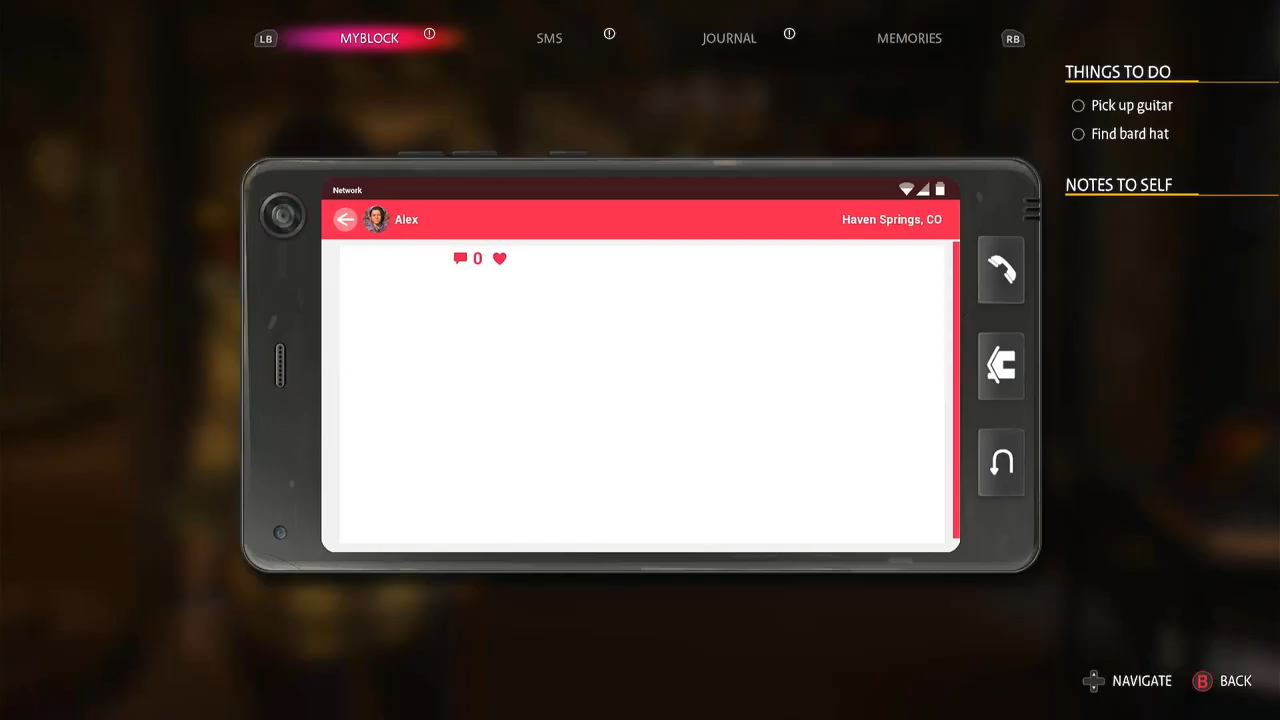 LB
MYBLOCK
SMS
JOURNAL
MEMORIES
RB
THINGS TO DO
Pick up guitar
Find bard hat
NOTES TO SELF
Network
Alex
Haven Springs, CO
0
NAVIGATE
B BACK